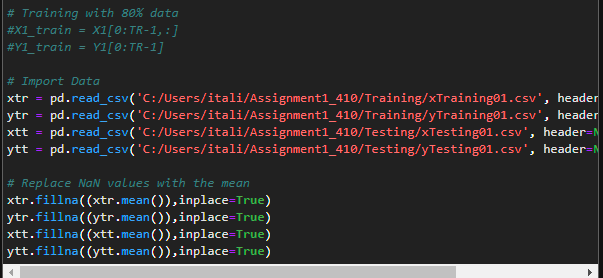 # Training with 80% data
#X1_train = X1[0:TR-1,:]
#Y1_train = Y1[0:TR-1]
# Import Data
xtr = pd.read_csv('C:/Users/itali/Assignment1_410/Training/xTraining01.csv', header
ytr = pd.read_csv('C:/Users/itali/Assignment1_410/Training/yTraining01.csv', header
xtt = pd.read_csv('C:/Users/itali/Assignment1_410/Testing/xTesting01.csv', header=
ytt = pd.read_csv('C:/Users/itali/Assignment1_410/Testing/yTesting01.csv', header=
# Replace NaN values with the mean
xtr.fillna((xtr.mean()),inplace=True)
ytr.fillna((ytr.mean()),inplace=True)
xtt.fillna((xtt.mean()),inplace=True)
ytt.fillna((ytt.mean()),inplace=True)